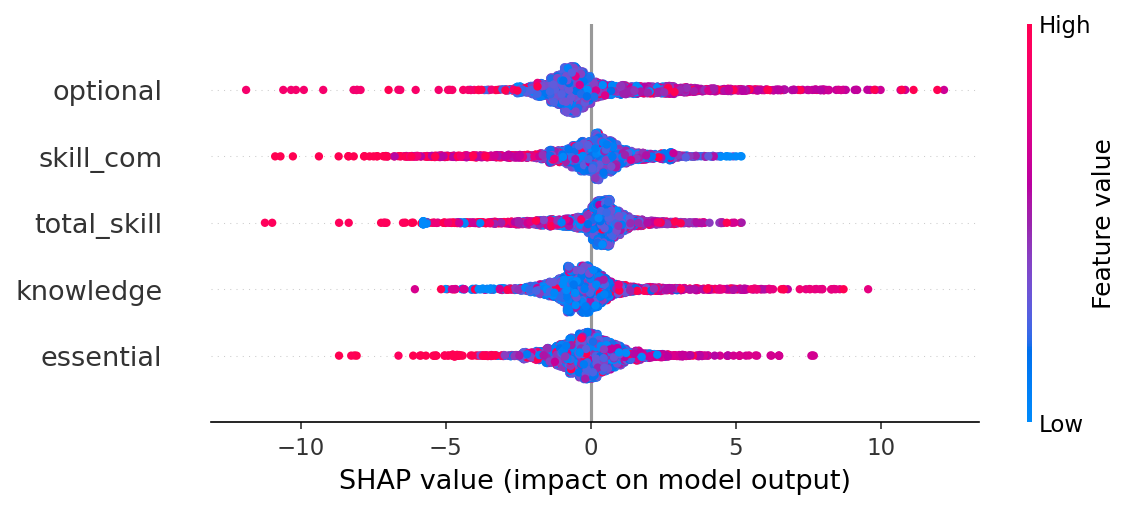 High
optional
skill_com
total_skill
knowledge
essential
Feature value
Low
−10 −5 0 5 10
SHAP value (impact on model output)